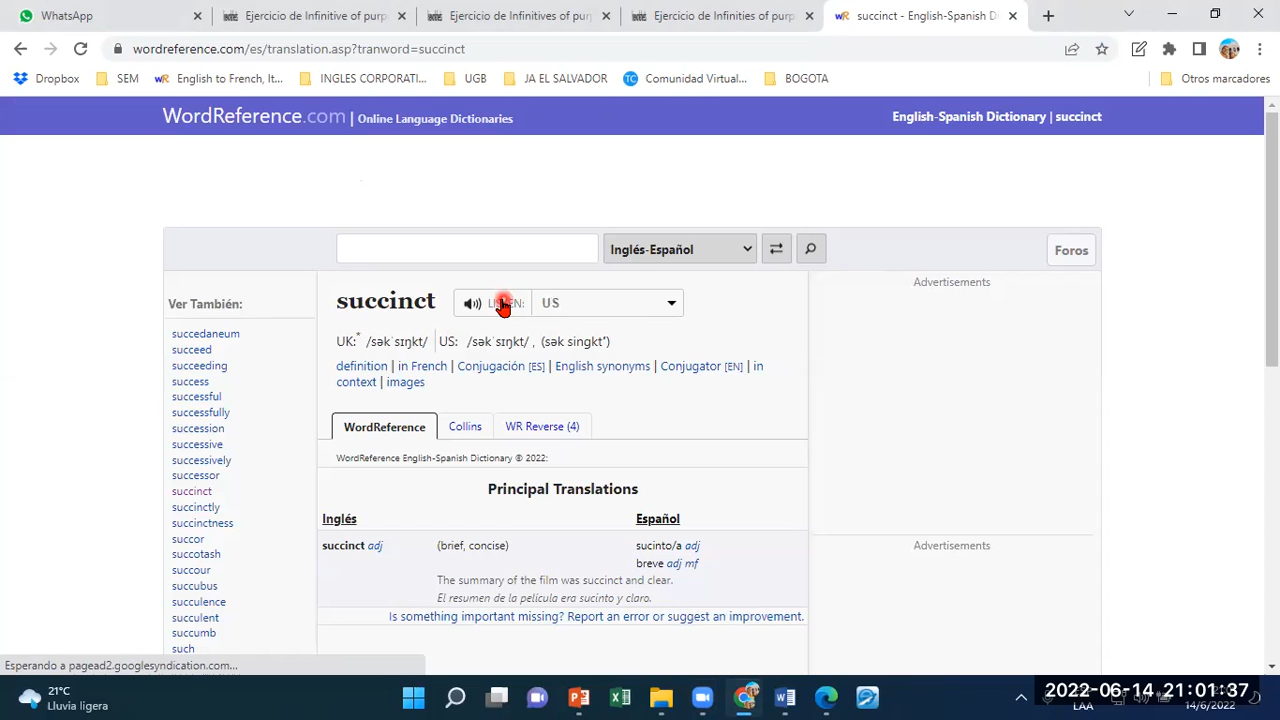 WhatsApp
Ejercicio de Infinitive of purp
Ejercicio de Infinitives of purp
Ejercicio de Infinities of purp
succinct - English-Spanish D
wordreference.com/es/translation.asp?tranword=succinct
Dropbox
SEM
English to French, It...
INGLES CORPORATI...
UGB
JA EL SALVADOR
Comunidad Virtual...
BOGOTA
Otros marcadores
WordReference.com | Online Language Dictionaries
English-Spanish Dictionary | succinct
Inglés-Español
Foros
Advertisements
Ver También:
succedaneum
succeed
succeeding
success
successful
successfully
succession
successive
successively
successor
succinct
succinctly
succinctness
succor
succotash
succour
succubus
succulence
succulent
succumb
such
succinct
LISTEN:
US
UK:* /səkˈsɪŋkt/ US: /səkˈsɪŋkt/ , (sək singkt′)
definition | in French | Conjugación [ES] | English synonyms | Conjugator [EN] | in
context | images
WordReference
Collins
WR Reverse (4)
WordReference English-Spanish Dictionary © 2022:
Principal Translations
Inglés
Español
succinct adj
(brief, concise)
sucinto/a adj
breve adj mf
The summary of the film was succinct and clear.
El resumen de la película era sucinto y claro.
Is something important missing? Report an error or suggest an improvement.
Advertisements
Esperando a pagead2.googlesyndication.com...
21°C
Lluvia ligera
LAA
2022-06-14 21:01:37
14/6/2022